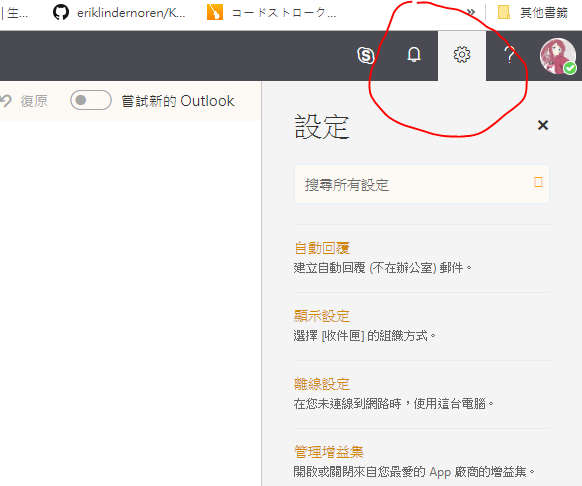 | 生...
eriklindernoren/K...
コードストローク...
»
其他書籤
?
復原
嘗試新的 Outlook
設定
搜尋所有設定
自動回覆
建立自動回覆 (不在辦公室) 郵件。
顯示設定
選擇 [收件匣] 的組織方式。
離線設定
在您未連線到網路時，使用這台電腦。
管理增益集
開啟或關閉來自您最愛的 App 廠商的增益集。